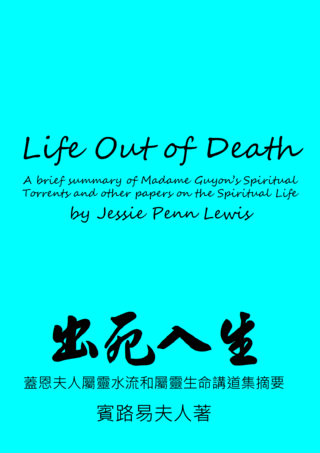 Life Out of Death
A brief summary of Madame Guyon's Spiritual
Torrents and other papers on the Spiritual Life
by Jessie Penn Lewis
出死入生
蓋恩夫人屬靈水流和屬靈生命講道集摘要
賓路易夫人著